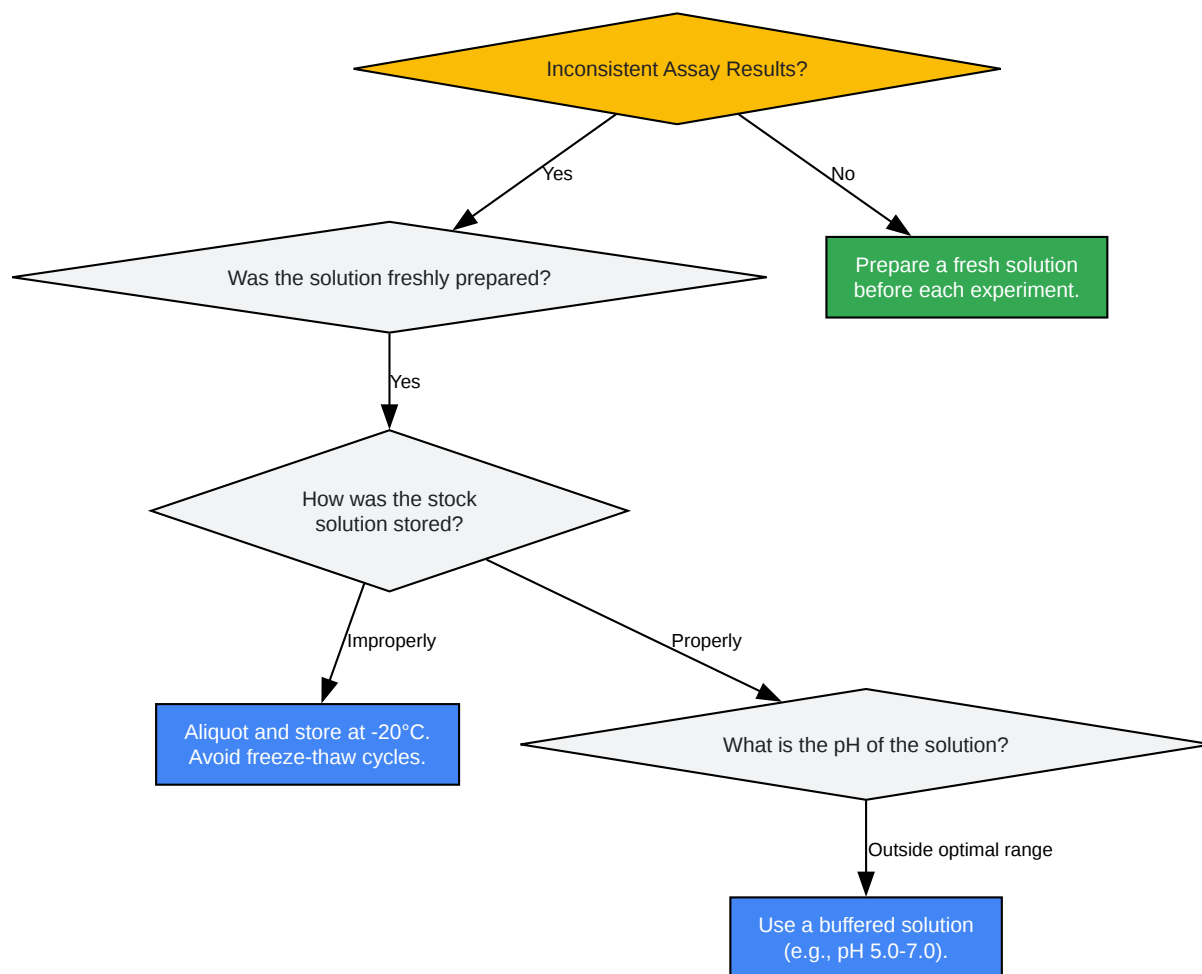 Inconsistent Assay Results?
Yes
No
Was the solution freshly prepared?
Prepare a fresh solution
before each experiment.
Yes
How was the stock
solution stored?
Improperly
Properly
Aliquot and store at -20°C.
Avoid freeze-thaw cycles.
What is the pH of the solution?
Outside optimal range
Use a buffered solution
(e.g., pH 5.0-7.0).